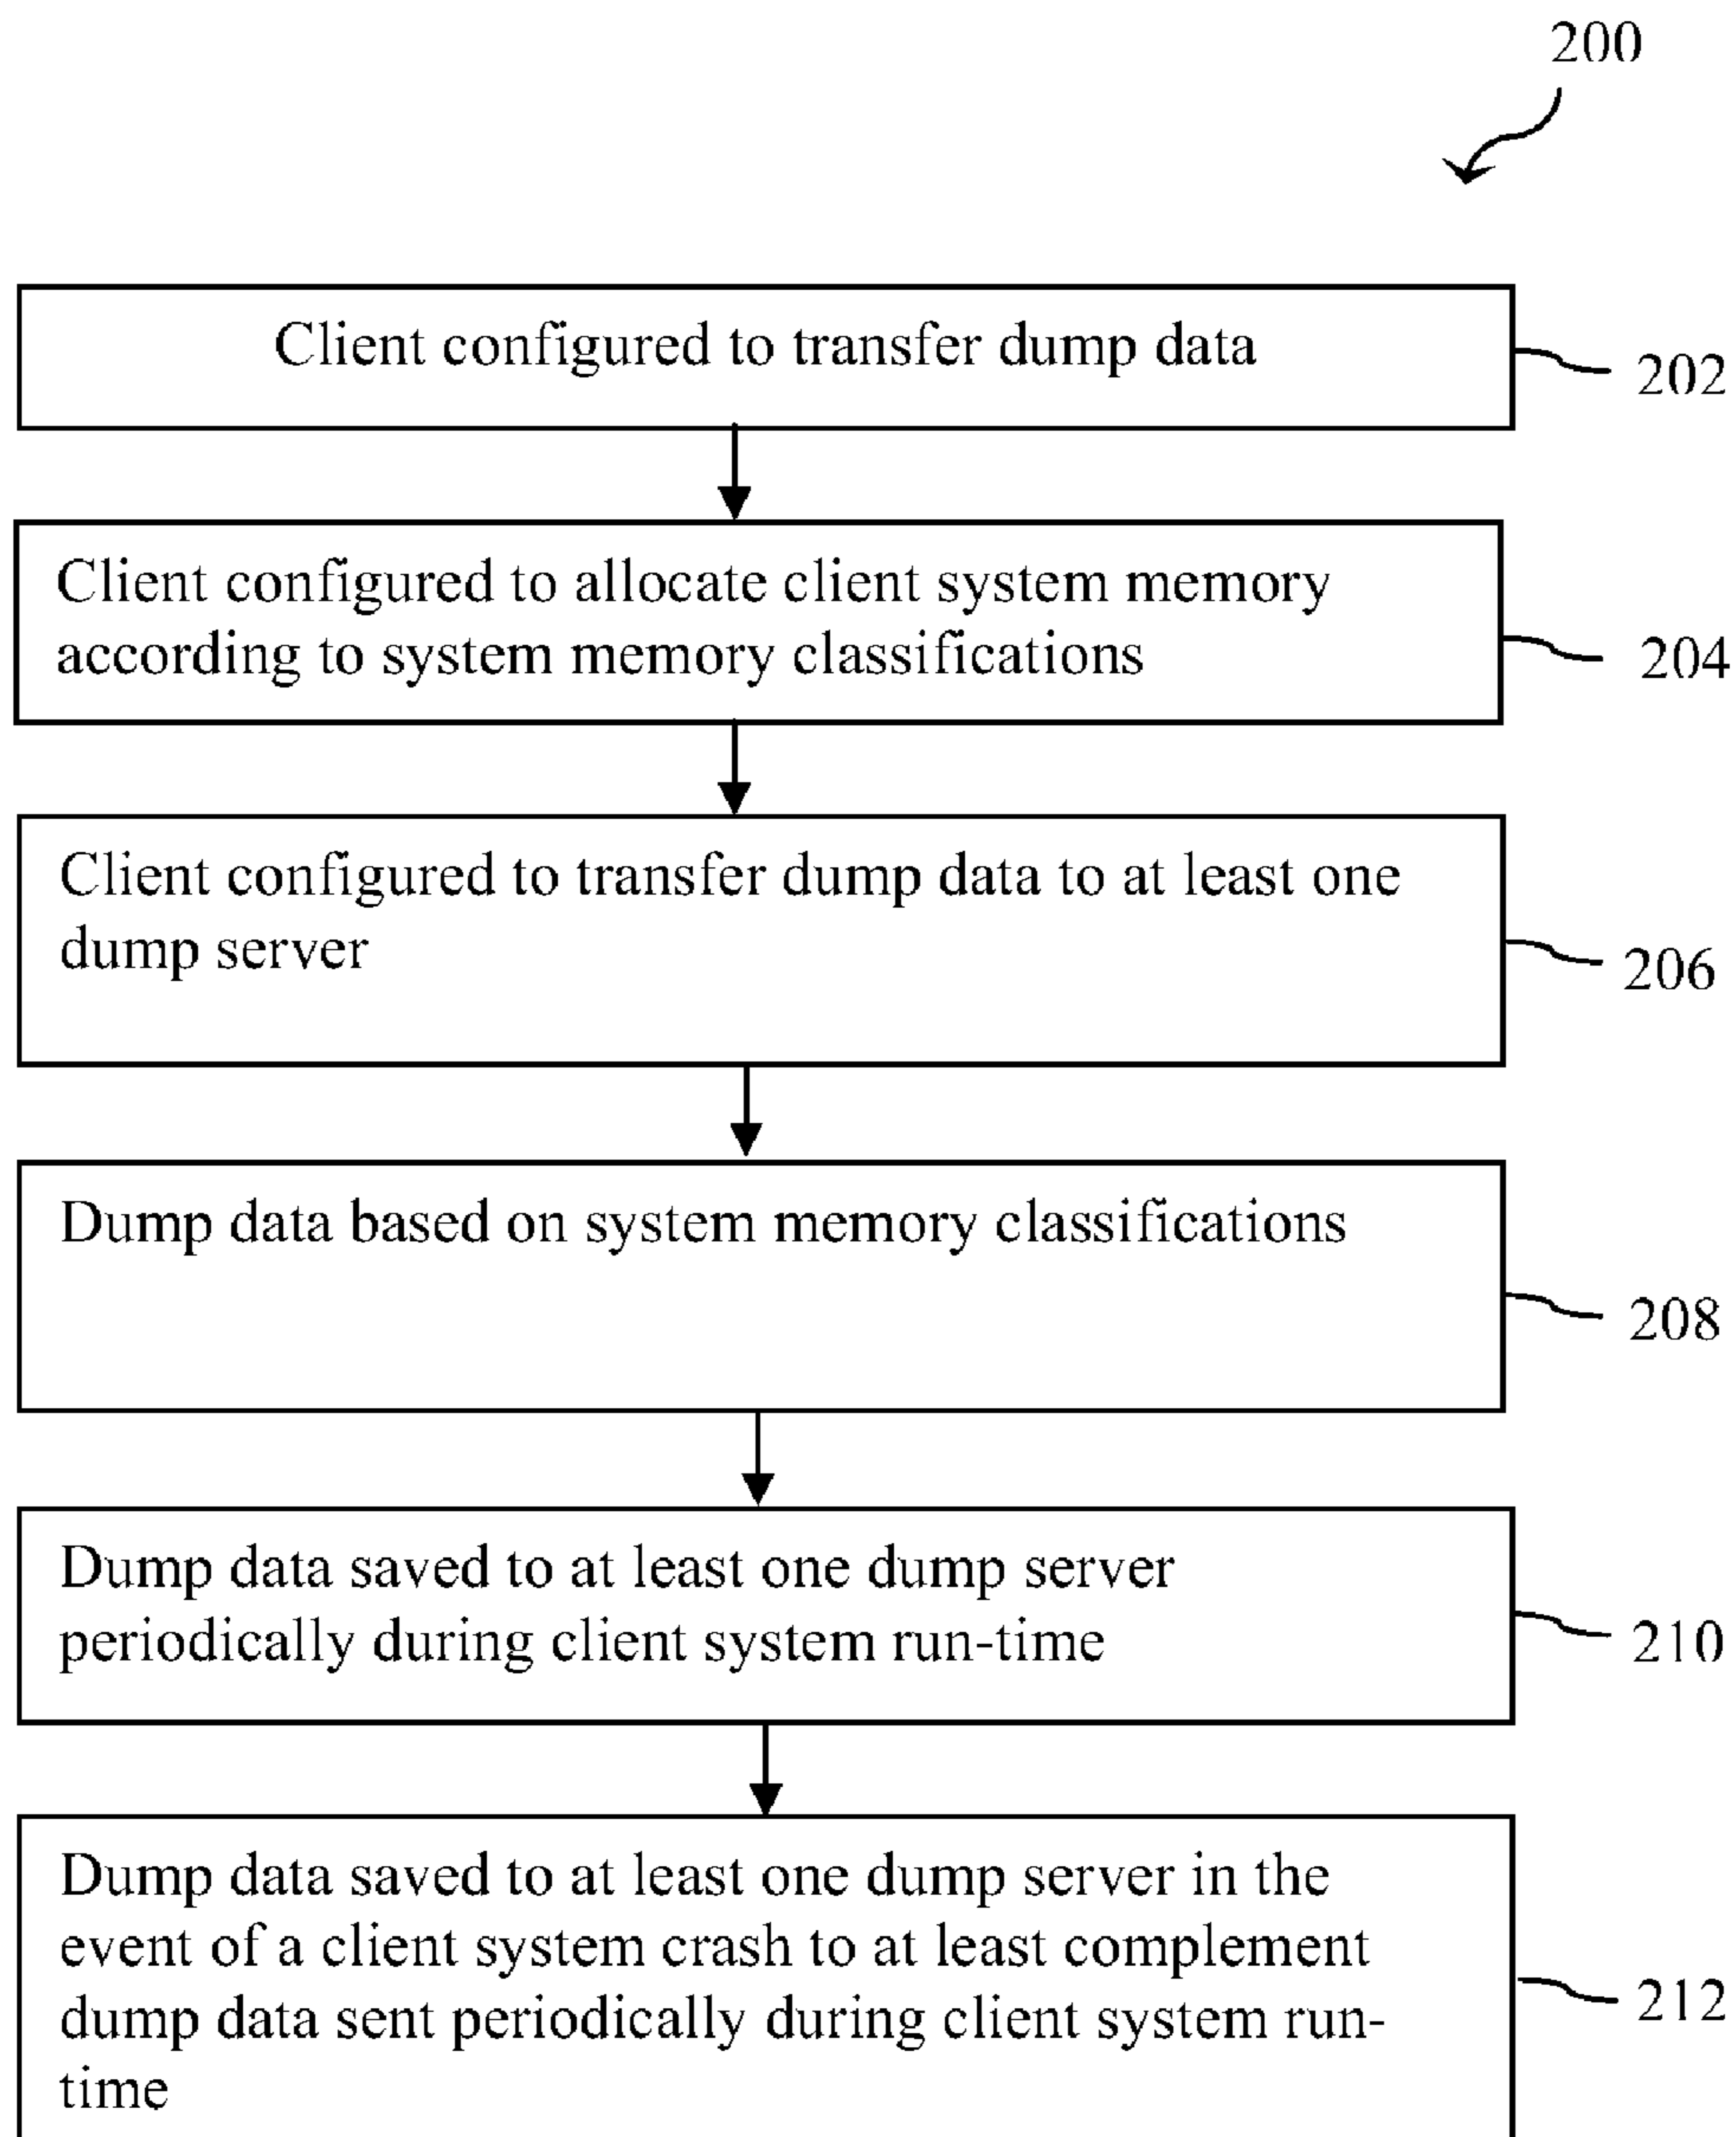 200
Client configured to transfer dump data
202
Client configured to allocate client system memory
according to system memory classifications
204
Client configured to transfer dump data to at least one
dump server
206
Dump data based on system memory classifications
208
Dump data saved to at least one dump server
periodically during client system run-time
210
Dump data saved to at least one dump server in the
event of a client system crash to at least complement
dump data sent periodically during client system run-
time
212